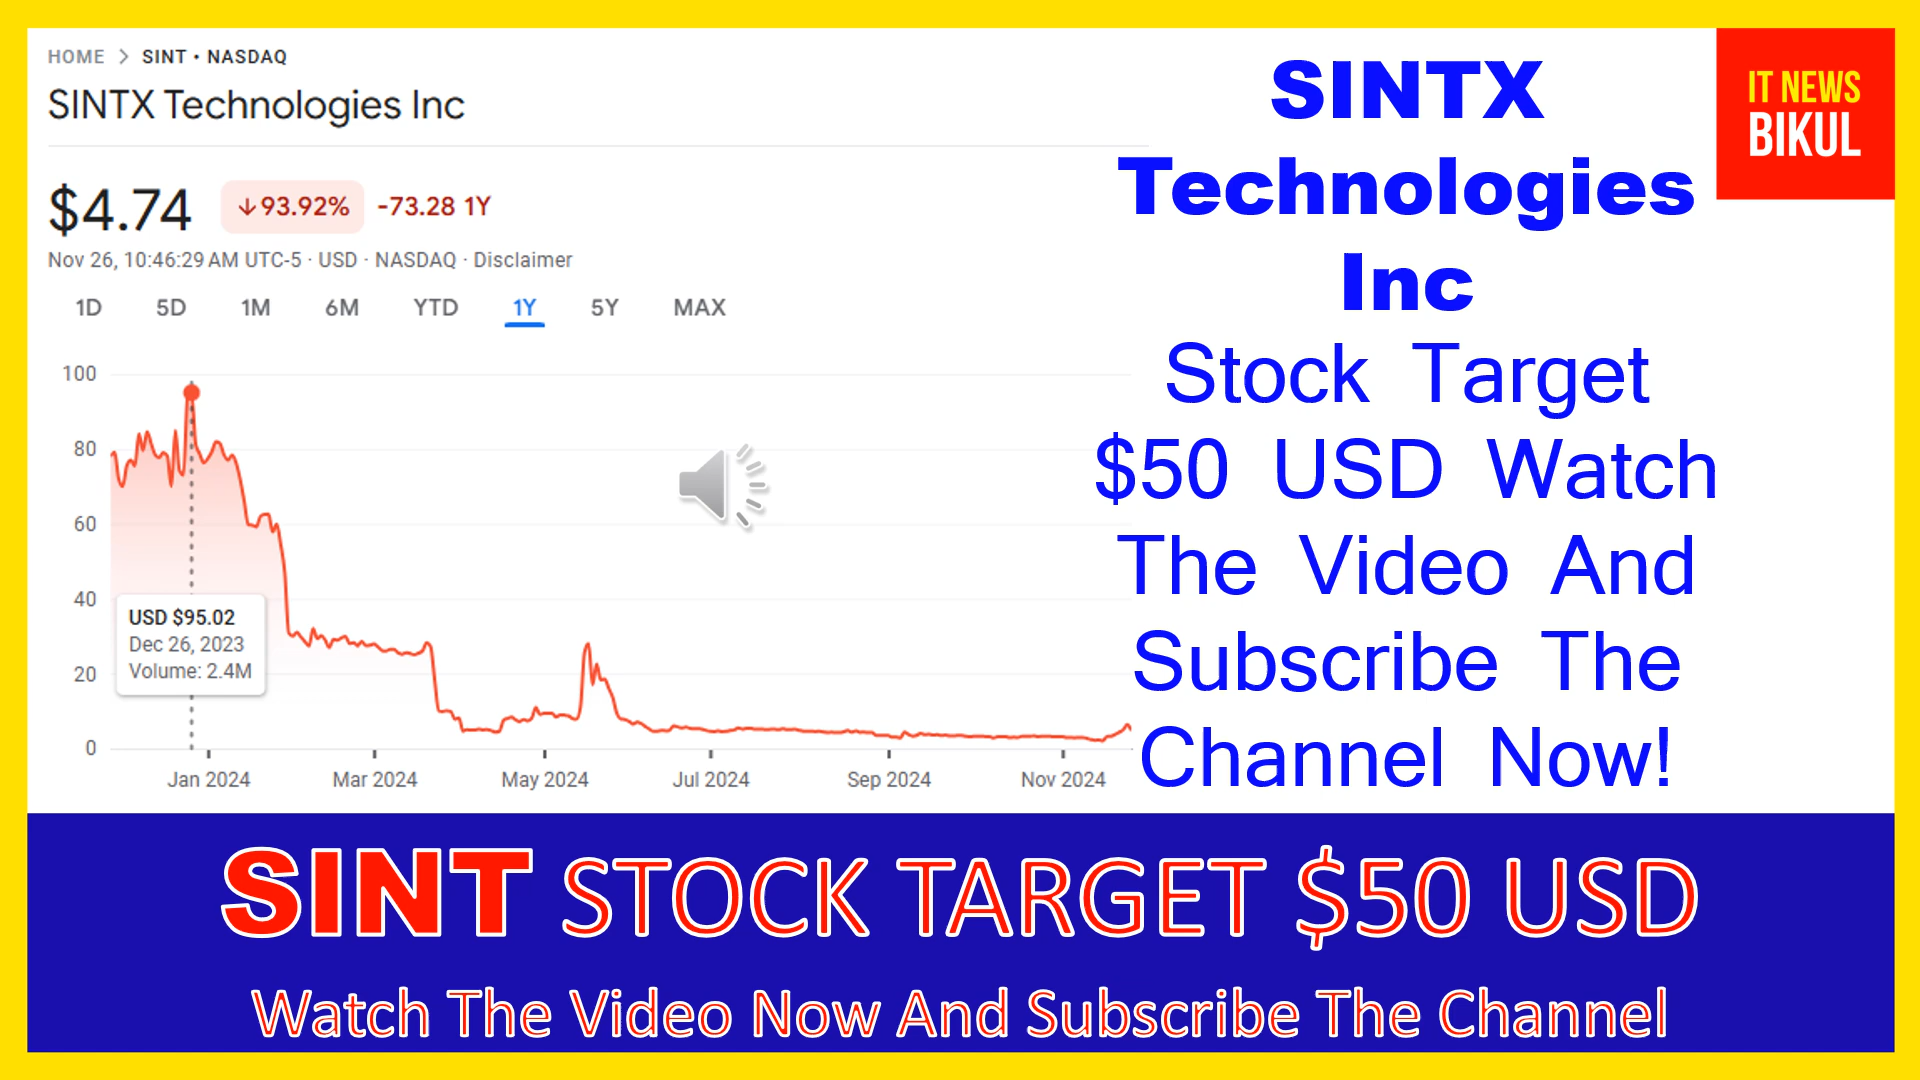 HOME > SINT • NASDAQ
SINTX Technologies Inc
$4.74 ↓93.92% -73.28 1Y
Nov 26, 10:46:29 AM UTC-5 · USD · NASDAQ · Disclaimer
1D 5D 1M 6M YTD 1Y 5Y MAX
100
80
60
40
20
0
USD $95.02
Dec 26, 2023
Volume: 2.4M
Jan 2024 Mar 2024 May 2024 Jul 2024 Sep 2024 Nov 2024
SINTX
Technologies
Inc
Stock Target
$50 USD Watch
The Video And
Subscribe The
Channel Now!
IT NEWS
BIKUL
SINT STOCK TARGET $50 USD
Watch The Video Now And Subscribe The Channel